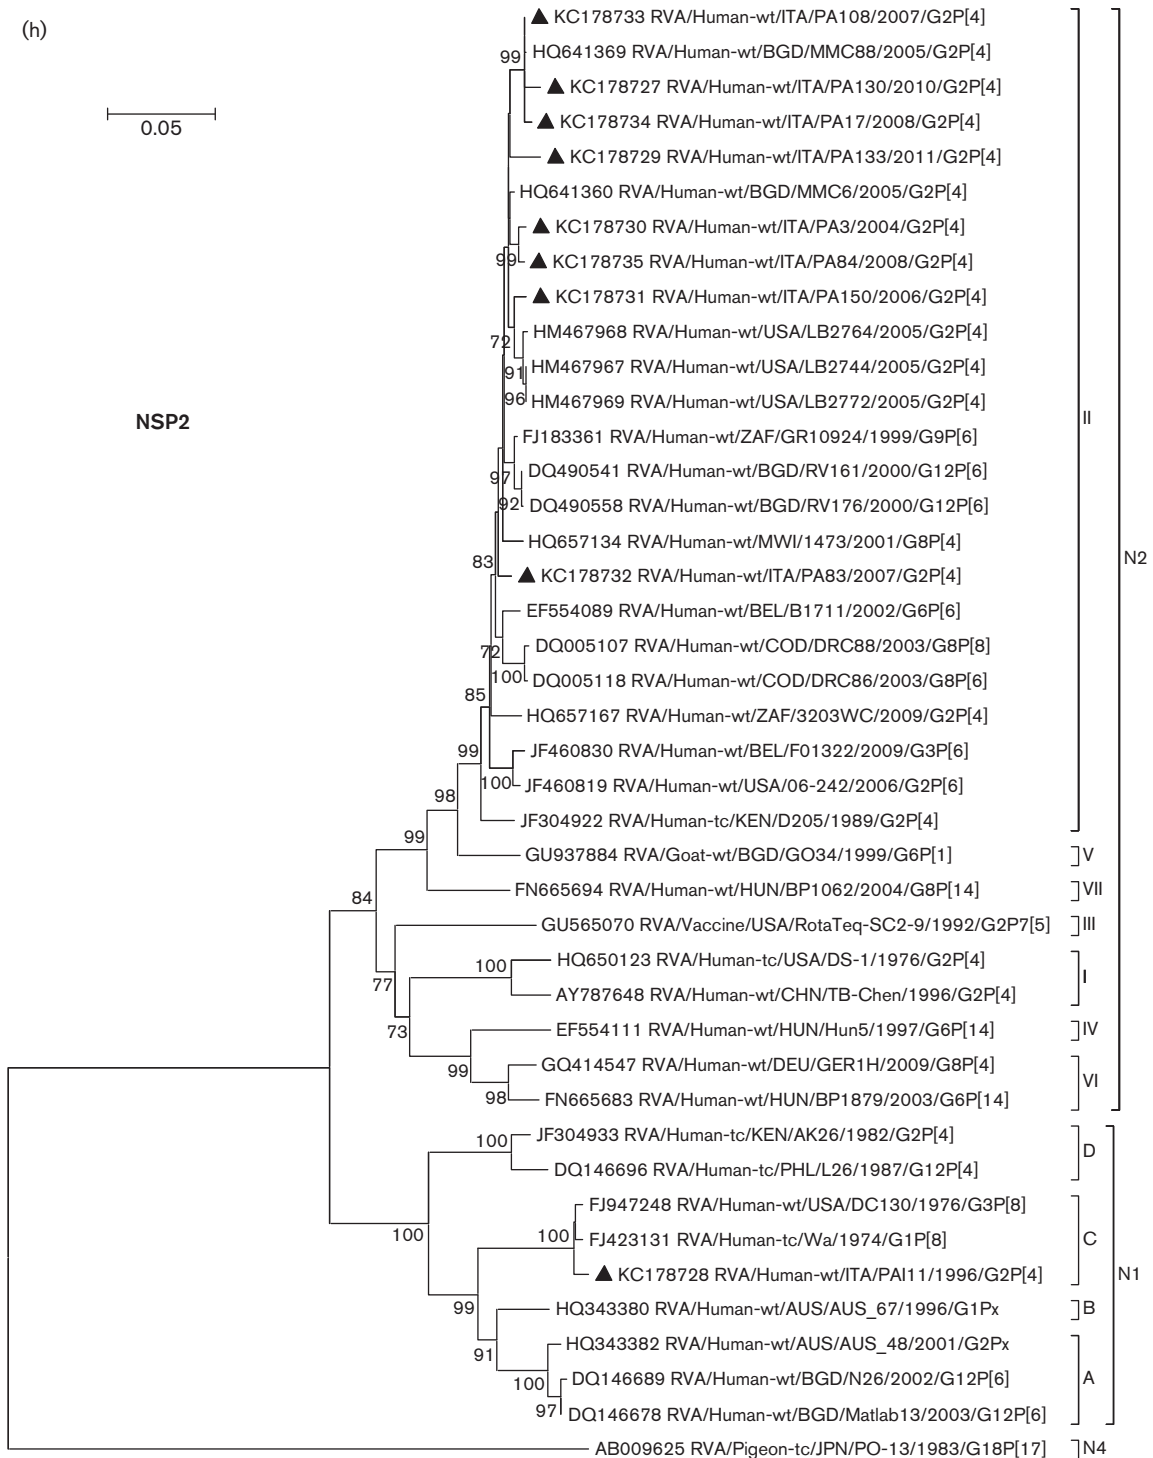 (h)
KC178733 RVA/Human-wt/ITA/PA108/2007/G2P[4]
99
HQ641369 RVA/Human-wt/BGD/MMC88/2005/G2P[4]
KC178727 RVA/Human-wt/ITA/PA130/2010/G2P[4]
0.05
KC178734 RVA/Human-wt/ITA/PA17/2008/G2P[4]
KC178729 RVA/Human-wt/ITA/PA133/2011/G2P[4]
HQ641360 RVA/Human-wt/BGD/MMC6/2005/G2P[4]
KC178730 RVA/Human-wt/ITA/PA3/2004/G2P[4]
99
KC178735 RVA/Human-wt/ITA/PA84/2008/G2P[4]
KC178731 RVA/Human-wt/ITA/PA150/2006/G2P[4]
HM467968 RVA/Human-wt/USA/LB2764/2005/G2P[4]
72
HM467967 RVA/Human-wt/USA/LB2744/2005/G2P[4]
91
96
HM467969 RVA/Human-wt/USA/LB2772/2005/G2P[4]
II
NSP2
FJ183361 RVA/Human-wt/ZAF/GR10924/1999/G9P[6]
DQ490541 RVA/Human-wt/BGD/RV161/2000/G12P[6]
97
92
DQ490558 RVA/Human-wt/BGD/RV176/2000/G12P[6]
HQ657134 RVA/Human-wt/MWI/1473/2001/G8P[4]
N2
83
KC178732 RVA/Human-wt/ITA/PA83/2007/G2P[4]
EF554089 RVA/Human-wt/BEL/B1711/2002/G6P[6]
DQ005107 RVA/Human-wt/COD/DRC88/2003/G8P[8]
72
100
DQ005118 RVA/Human-wt/COD/DRC86/2003/G8P[6]
85
HQ657167 RVA/Human-wt/ZAF/3203WC/2009/G2P[4]
99
JF460830 RVA/Human-wt/BEL/F01322/2009/G3P[6]
100
JF460819 RVA/Human-wt/USA/06-242/2006/G2P[6]
98
JF304922 RVA/Human-tc/KEN/D205/1989/G2P[4]
99
GU937884 RVA/Goat-wt/BGD/GO34/1999/G6P[1]
V
FN665694 RVA/Human-wt/HUN/BP1062/2004/G8P[14]
VII
84
GU565070 RVA/Vaccine/USA/RotaTeq-SC2-9/1992/G2P7[5]
III
HQ650123 RVA/Human-tc/USA/DS-1/1976/G2P[4]
100
I
77
AY787648 RVA/Human-wt/CHN/TB-Chen/1996/G2P[4]
73
EF554111 RVA/Human-wt/HUN/Hun5/1997/G6P[14]
IV
GQ414547 RVA/Human-wt/DEU/GER1H/2009/G8P[4]
99
VI
98
FN665683 RVA/Human-wt/HUN/BP1879/2003/G6P[14]
JF304933 RVA/Human-tc/KEN/AK26/1982/G2P[4]
100
D
DQ146696 RVA/Human-tc/PHL/L26/1987/G12P[4]
FJ947248 RVA/Human-wt/USA/DC130/1976/G3P[8]
100
100
FJ423131 RVA/Human-tc/Wa/1974/G1P[8]
C
KC178728 RVA/Human-wt/ITA/PAI11/1996/G2P[4]
N1
99
HQ343380 RVA/Human-wt/AUS/AUS_67/1996/G1Px
B
HQ343382 RVA/Human-wt/AUS/AUS_48/2001/G2Px
91
DQ146689 RVA/Human-wt/BGD/N26/2002/G12P[6]
A
100
97
DQ146678 RVA/Human-wt/BGD/Matlab13/2003/G12P[6]
AB009625 RVA/Pigeon-tc/JPN/PO-13/1983/G18P[17]
N4